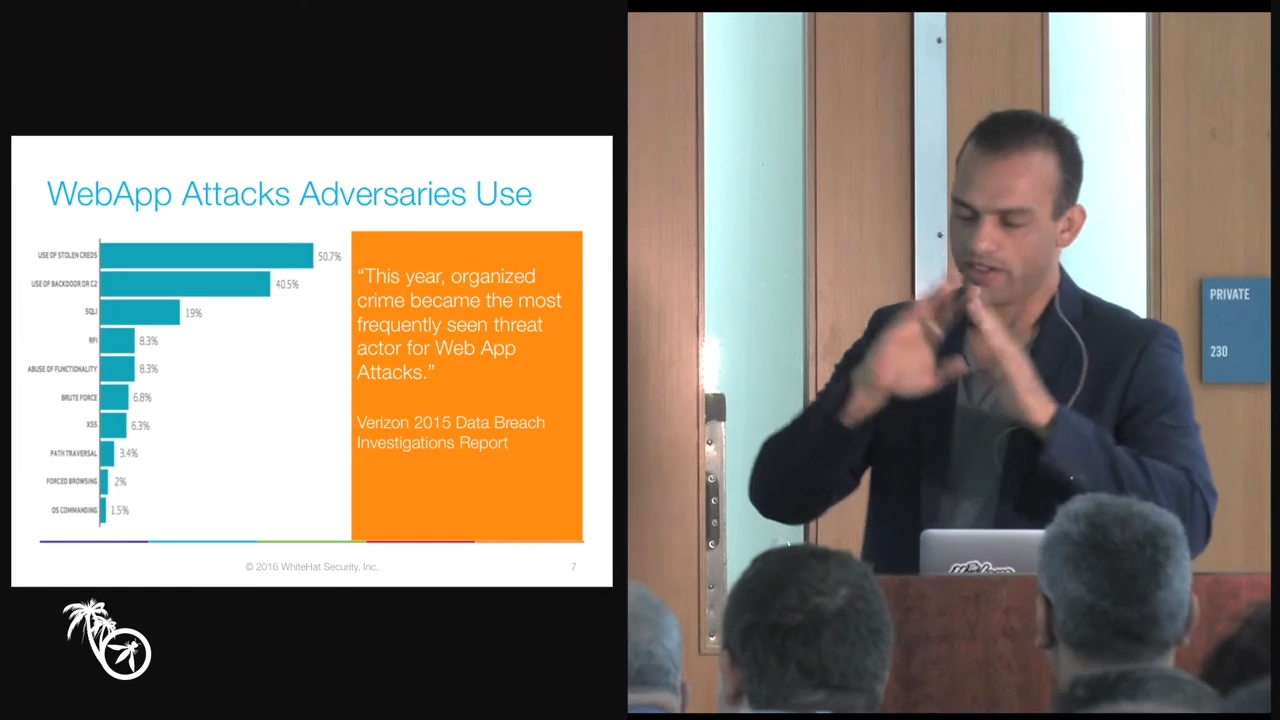 WebApp Attacks Adversaries Use
USE OF STOLEN CREDS
50.7%
USE OF BACKDOOR OR C2
40.5%
SQLI
19%
RFI
8.3%
ABUSE OF FUNCTIONALITY
8.3%
BRUTE FORCE
6.8%
XSS
6.3%
PATH TRAVERSAL
3.4%
FORCED BROWSING
2%
OS COMMANDING
1.5%
“This year, organized
crime became the most
frequently seen threat
actor for Web App
Attacks.”
Verizon 2015 Data Breach
Investigations Report
© 2016 WhiteHat Security, Inc.
7
PRIVATE
230